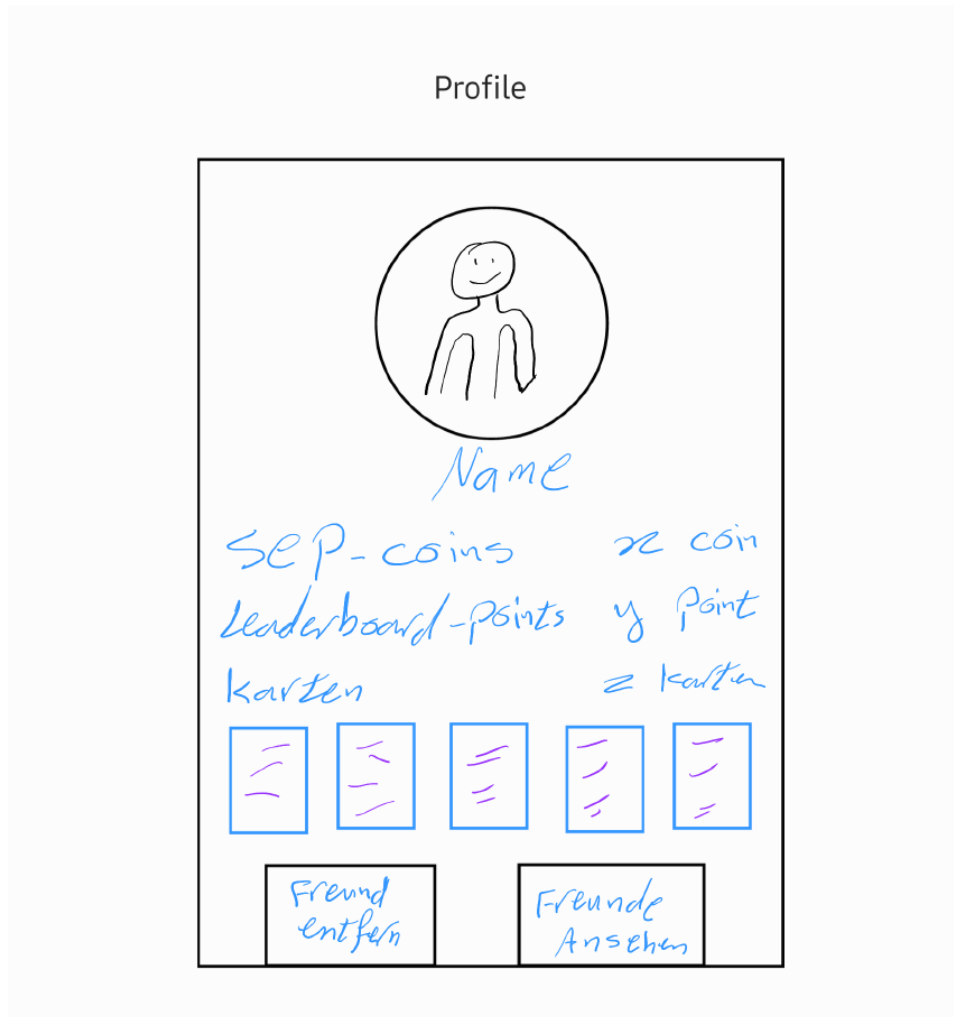 Profile
Name
SEP-coins x coin
Leaderboard-points y Point
karten z karten
Freund
entfern
Freunde
Ansehen